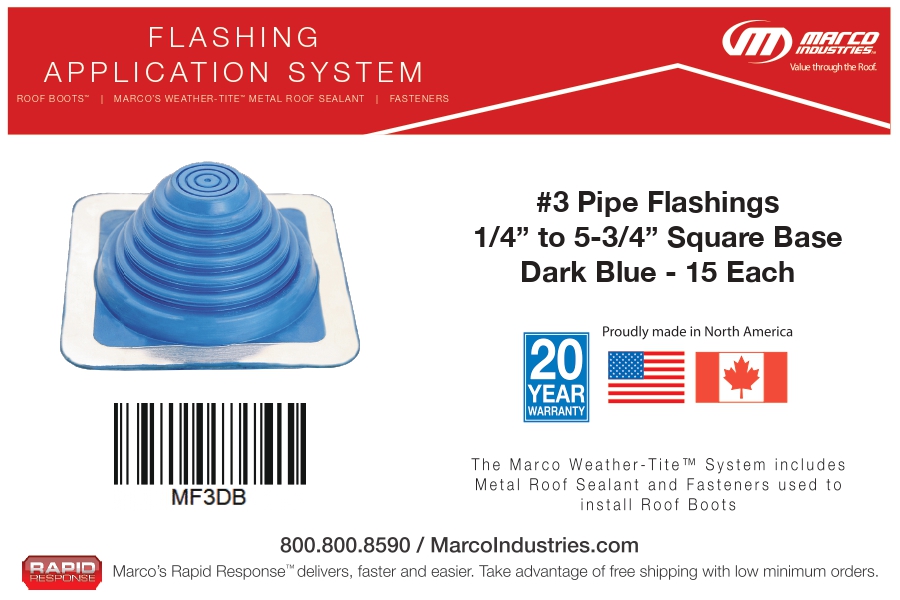 FLASHING
APPLICATION SYSTEM
ROOF BOOTS™ | MARCO'S WEATHER-TITE™ METAL ROOF SEALANT | FASTENERS
MARCO
INDUSTRIES™
Value through the Roof.
#3 Pipe Flashings
1/4” to 5-3/4” Square Base
Dark Blue - 15 Each
Proudly made in North America
20
YEAR
WARRANTY
MF3DB
The Marco Weather-Tite™ System includes
Metal Roof Sealant and Fasteners used to
install Roof Boots
800.800.8590 / MarcoIndustries.com
RAPID
RESPONSE
Marco's Rapid Response™ delivers, faster and easier. Take advantage of free shipping with low minimum orders.